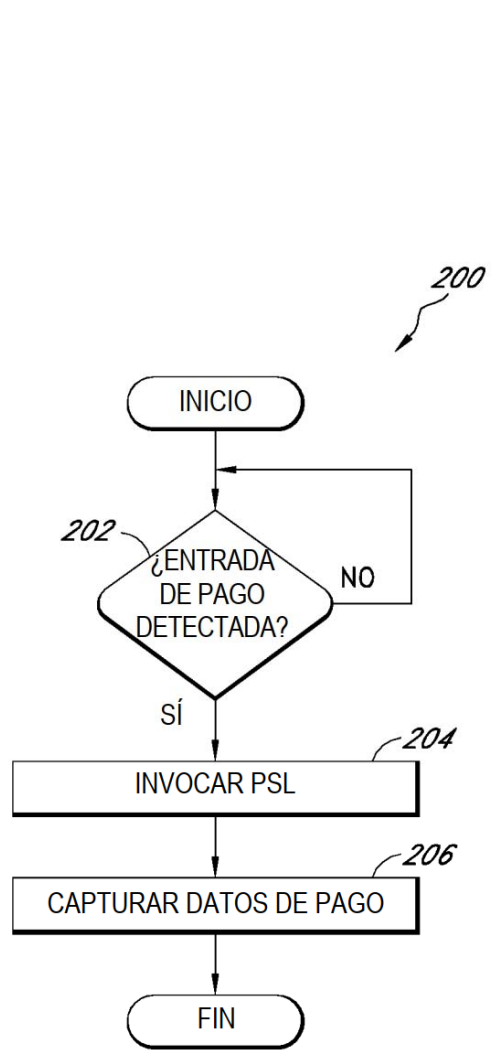 200
INICIO
202
¿ENTRADA
DE PAGO
DETECTADA?
NO
SÍ
204
INVOCAR PSL
206
CAPTURAR DATOS DE PAGO
FIN